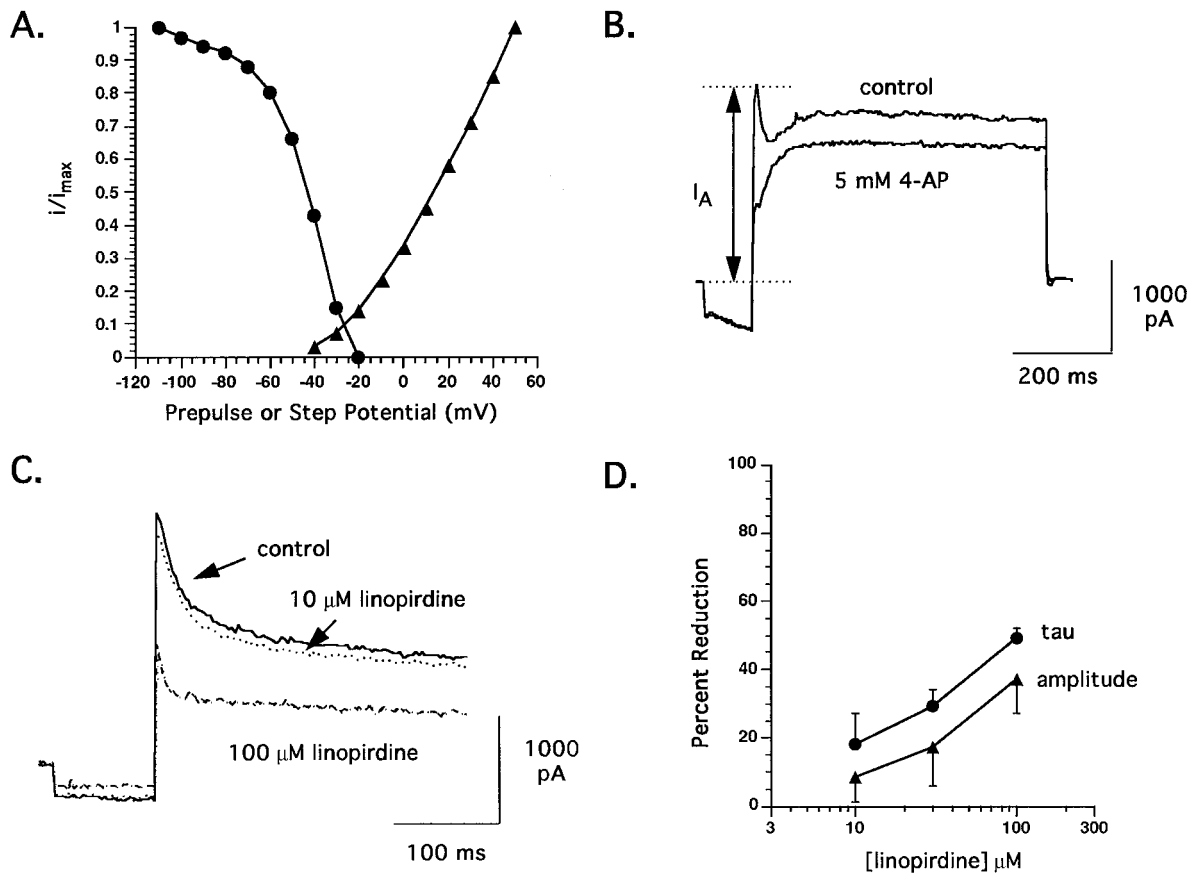 A.
1
0.9
0.8
0.7
0.6
0.5
0.4
0.3
0.2
0.1
0
i/imax
-120 -100 -80 -60 -40 -20 0 20 40 60
Prepulse or Step Potential (mV)
B.
control
5 mM 4-AP
IA
1000
pA
200 ms
C.
control
10 µM linopirdine
100 µM linopirdine
1000
pA
100 ms
D.
100
80
60
40
20
0
Percent Reduction
tau
amplitude
3 10 100 300
[linopirdine] µM